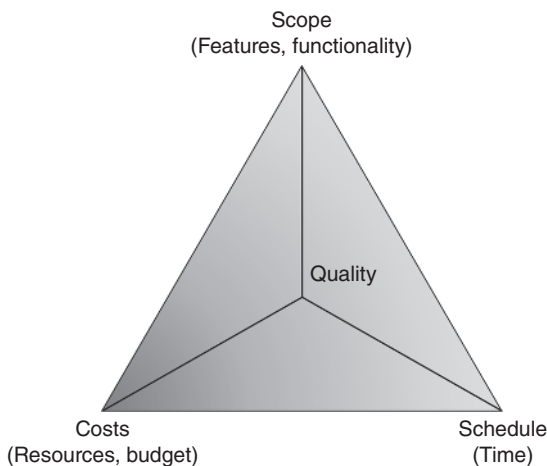 Scope
(Features, functionality)
Quality
Costs
(Resources, budget)
Schedule
(Time)